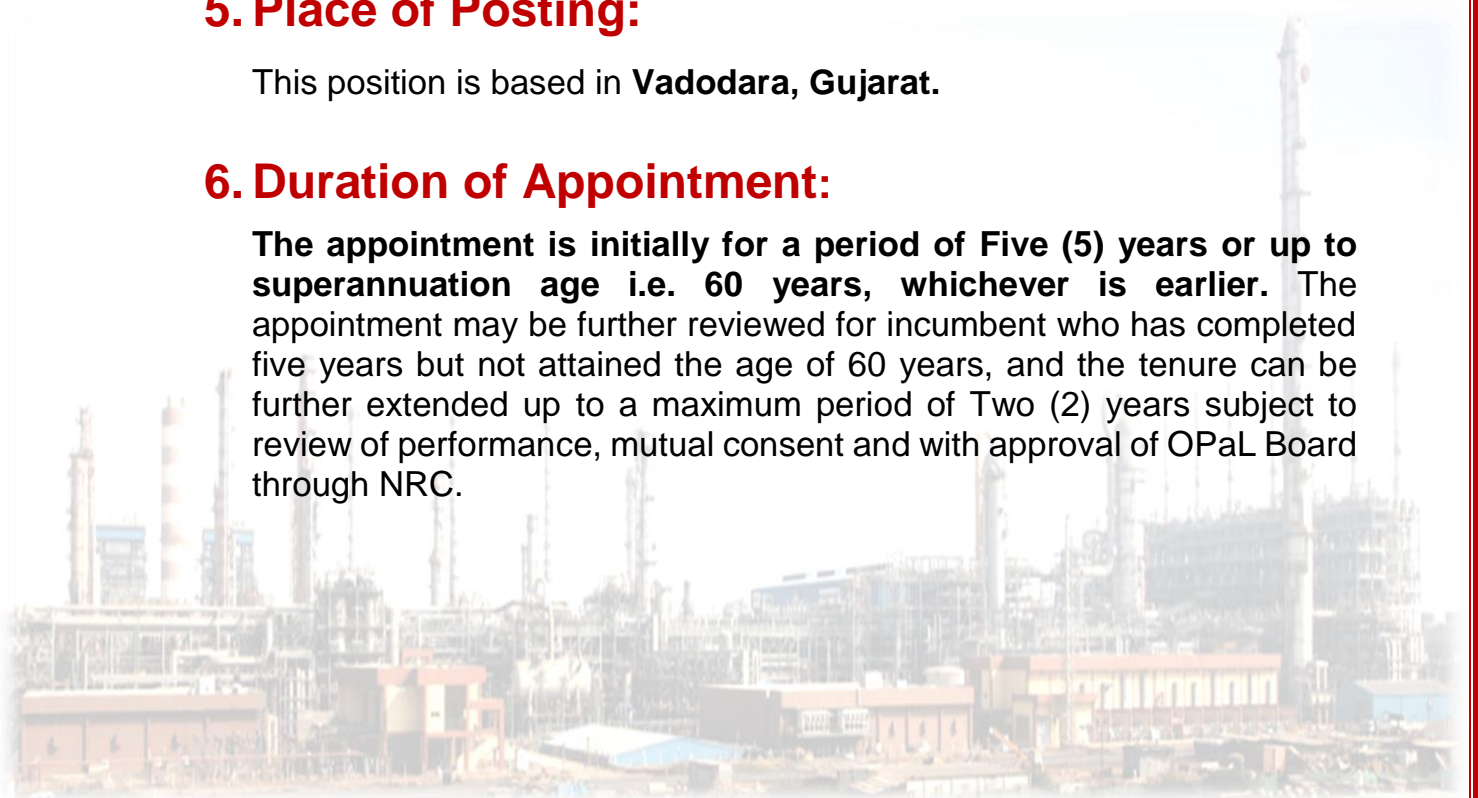 5. Place of Posting:
This position is based in Vadodara, Gujarat.
6. Duration of Appointment:
The appointment is initially for a period of Five (5) years or up to
superannuation age i.e. 60 years, whichever is earlier. The
appointment may be further reviewed for incumbent who has completed
five years but not attained the age of 60 years, and the tenure can be
further extended up to a maximum period of Two (2) years subject to
review of performance, mutual consent and with approval of OPaL Board
through NRC.